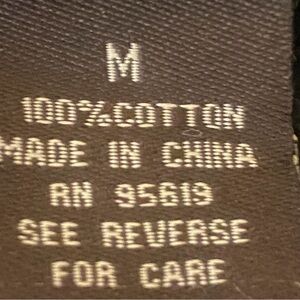 M
100%COTTON
MADE IN CHINA
RN 95619
SEE REVERSE
FOR CARE